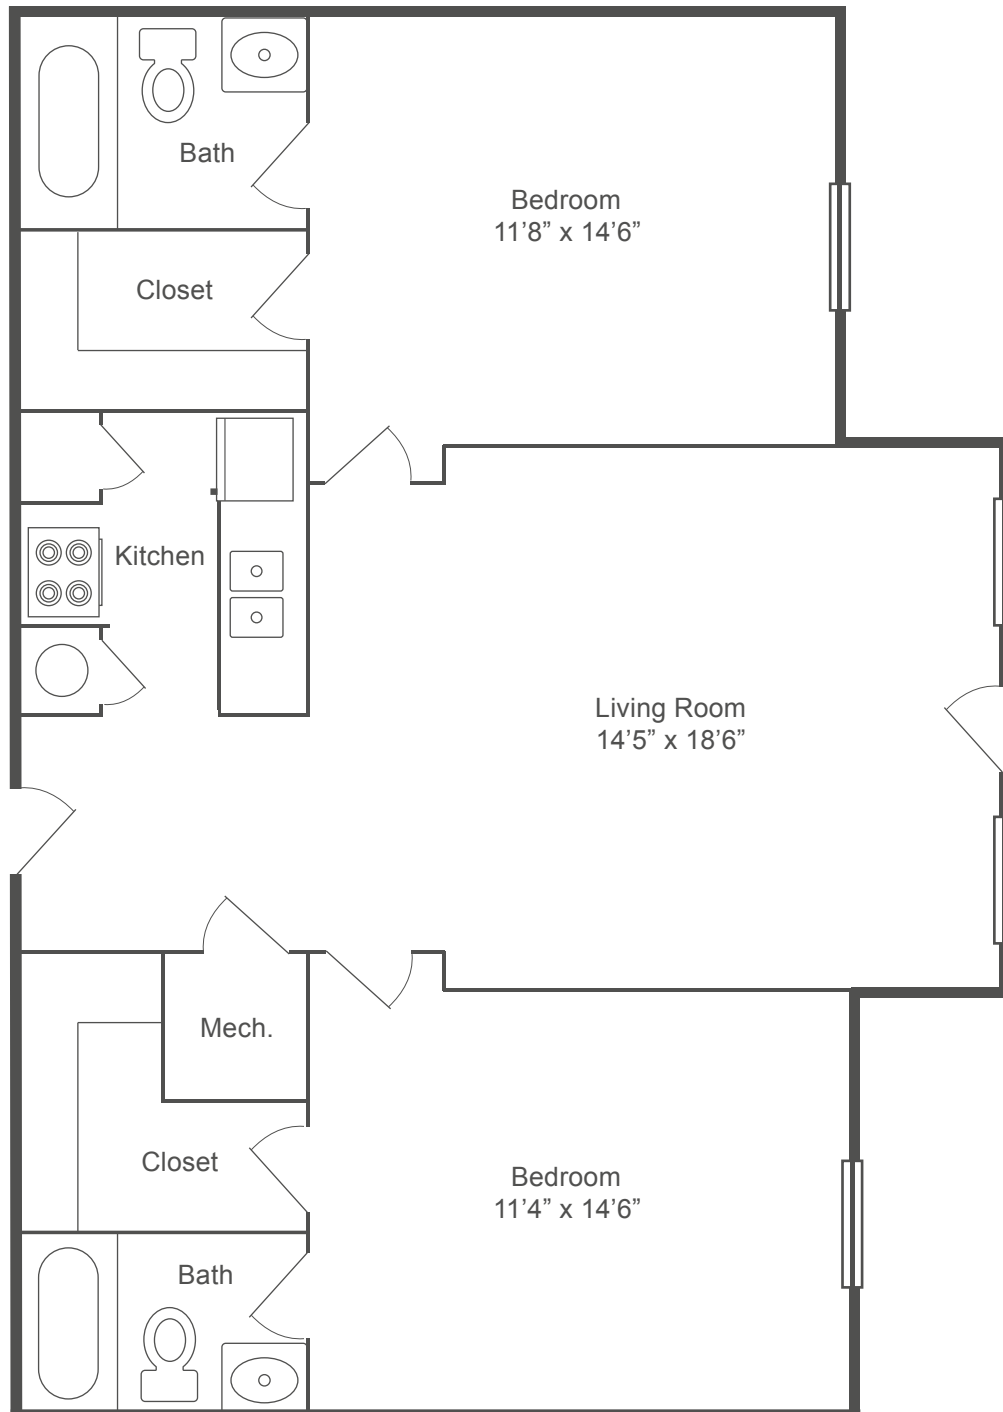 Bath
Bedroom
11’8” x 14’6”
Closet
Kitchen
Living Room
14’5” x 18’6”
Mech.
Closet
Bedroom
11’4” x 14’6”
Bath